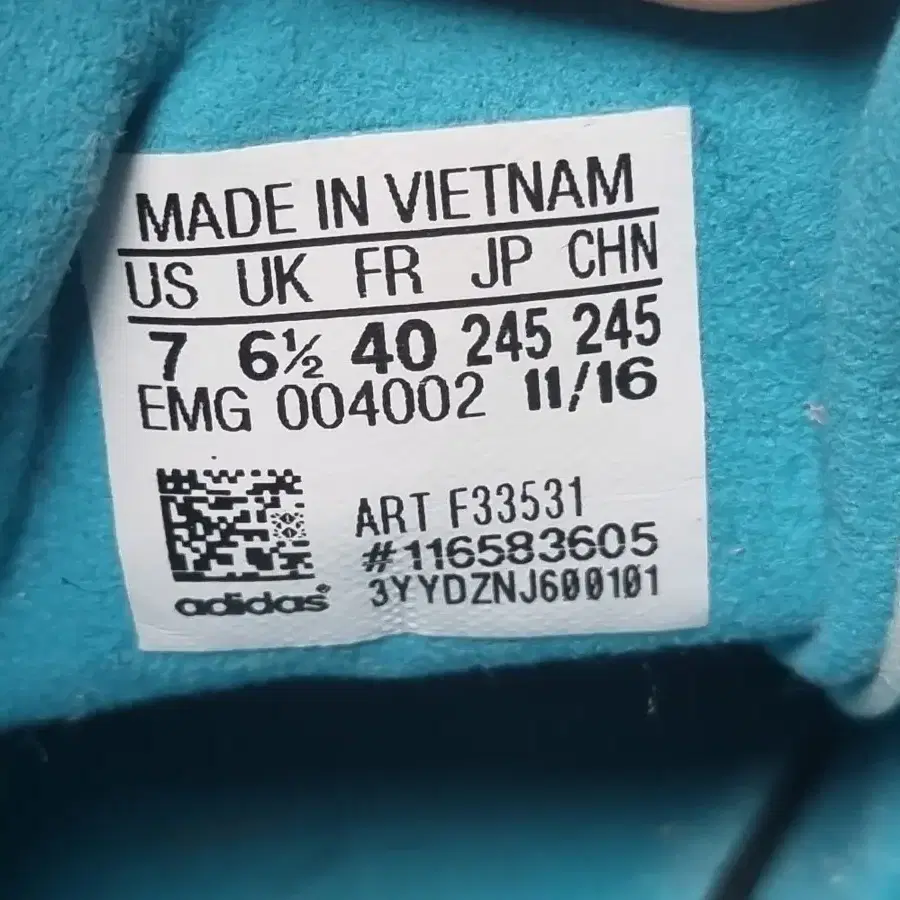 MADE IN VIETNAM
US UK FR JP CHN
7 6½ 40 245 245
EMG 004002 11/16
ART F33531
#116583605
3YYDZNJ600101
adidas®